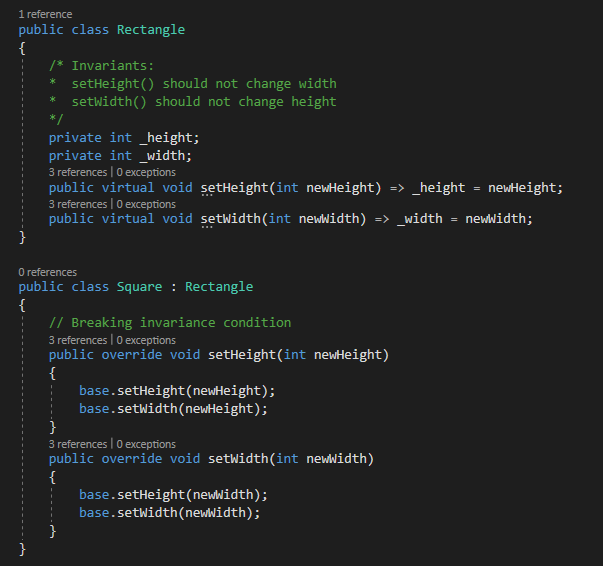 1 reference
public class Rectangle
{
/* Invariants:
* setHeight() should not change width
* setWidth() should not change height
*/
private int _height;
private int _width;
3 references | 0 exceptions
public virtual void setHeight(int newHeight) => _height = newHeight;
3 references | 0 exceptions
public virtual void setWidth(int newWidth) => _width = newWidth;
}
0 references
public class Square : Rectangle
{
// Breaking invariance condition
3 references | 0 exceptions
public override void setHeight(int newHeight)
{
base.setHeight(newHeight);
base.setWidth(newHeight);
}
3 references | 0 exceptions
public override void setWidth(int newWidth)
{
base.setHeight(newWidth);
base.setWidth(newWidth);
}
}